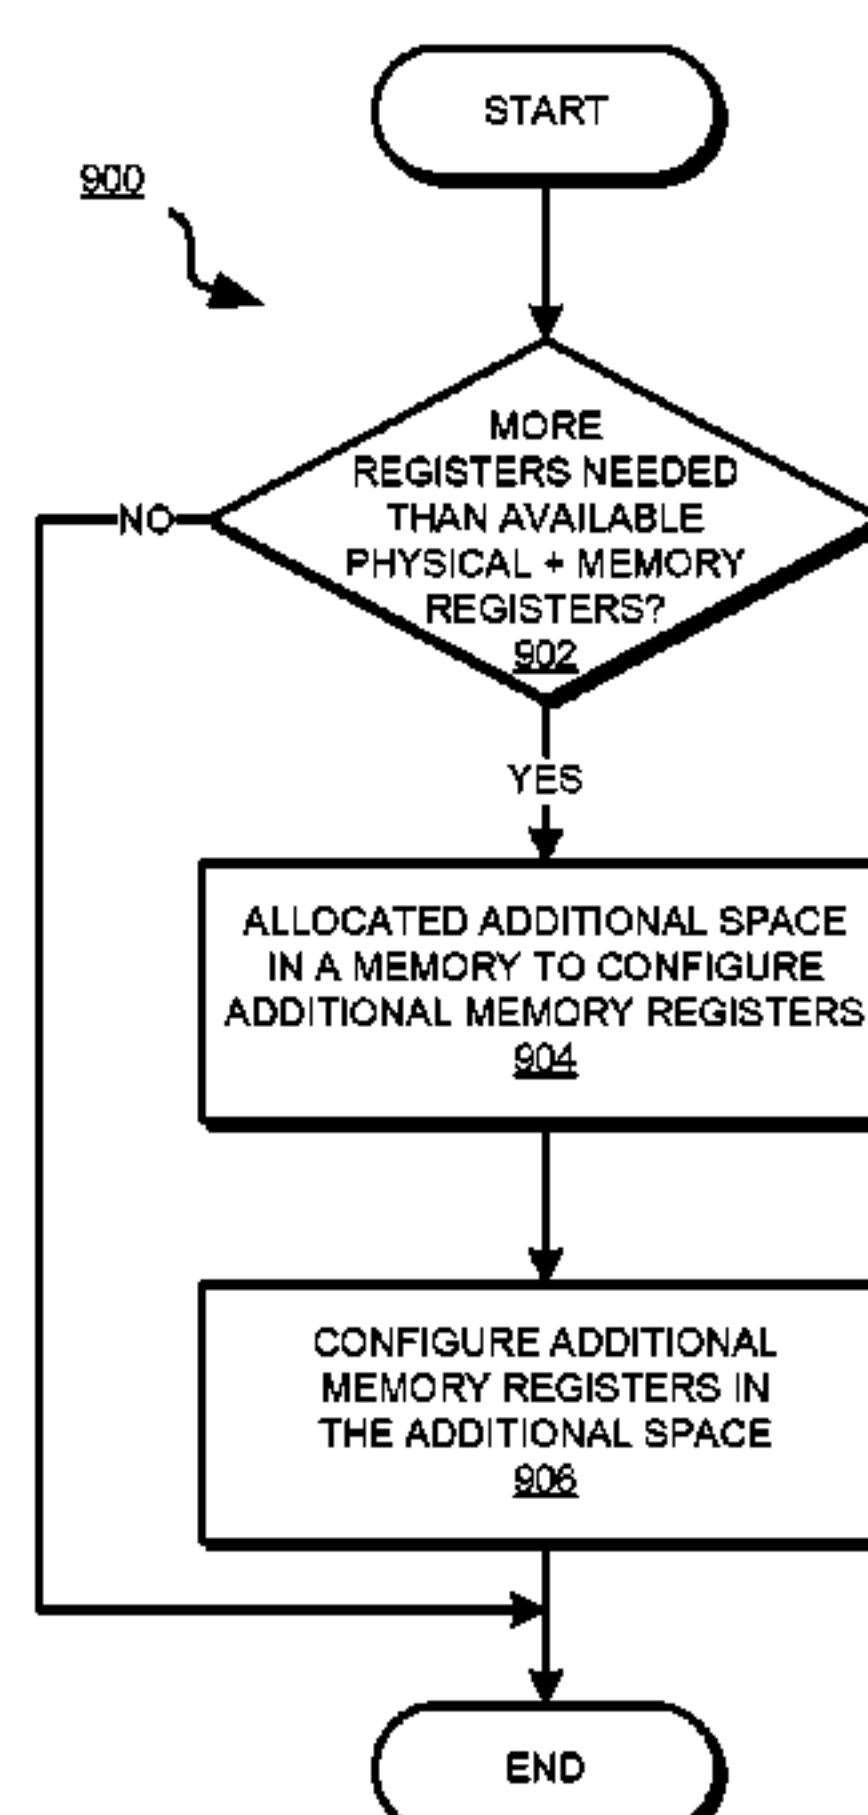 START
900
MORE
REGISTERS NEEDED
THAN AVAILABLE
PHYSICAL + MEMORY
REGISTERS?
902
NO
YES
ALLOCATED ADDITIONAL SPACE
IN A MEMORY TO CONFIGURE
ADDITIONAL MEMORY REGISTERS
904
CONFIGURE ADDITIONAL
MEMORY REGISTERS IN
THE ADDITIONAL SPACE
906
END